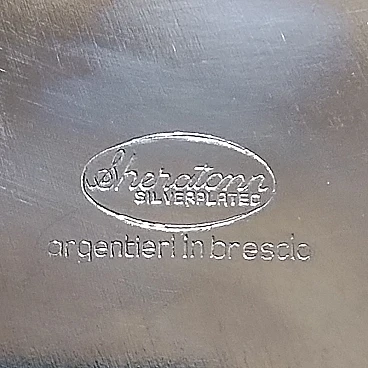 Sheratonn
SILVERPLATED
argentieri in brescia